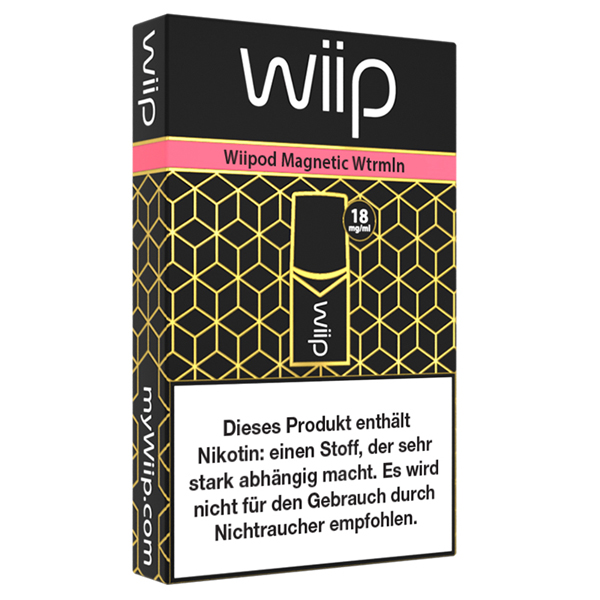 wiip
wiip
Wiipod Magnetic Wtrmln
18
mg/ml
wiip
myWiip.com
Dieses Produkt enthält
Nikotin: einen Stoff, der sehr
stark abhängig macht. Es wird
nicht für den Gebrauch durch
Nichtraucher empfohlen.